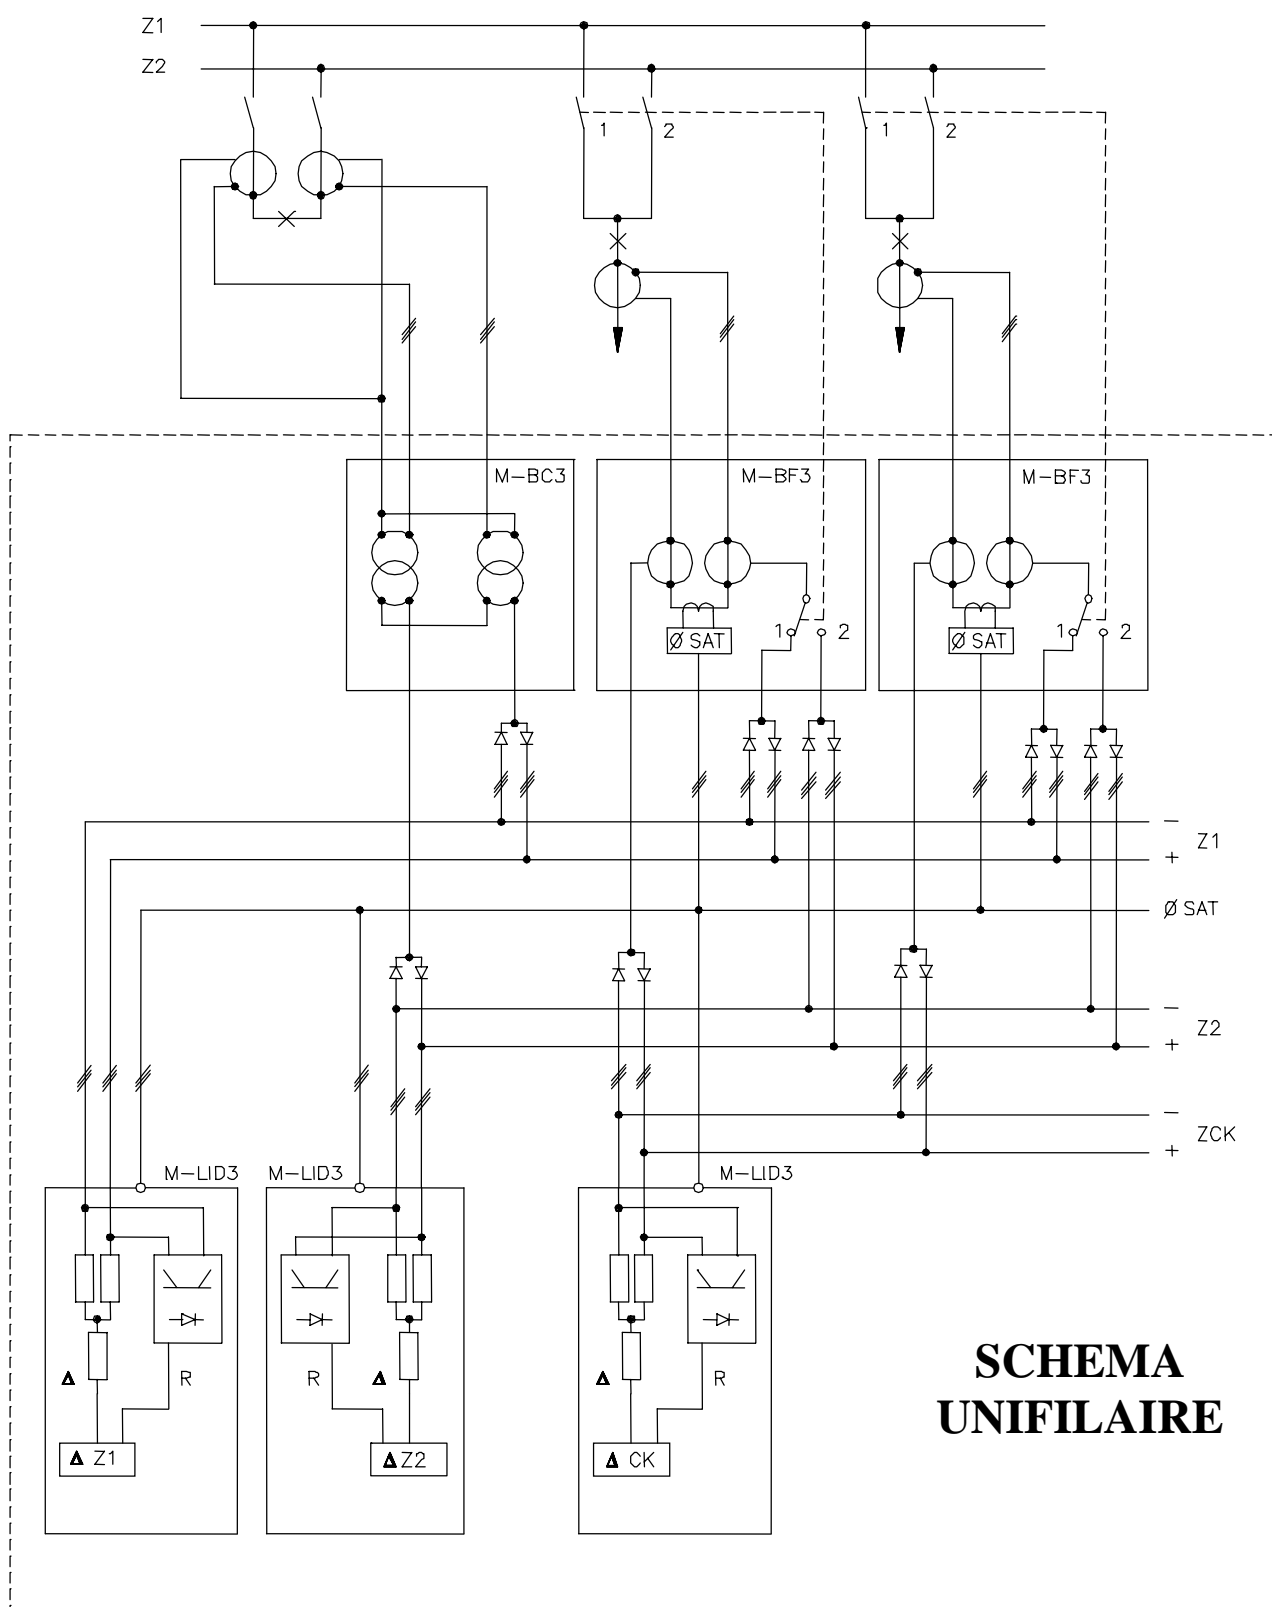 Z1
Z2
1 2 1 2
M-BC3 M-BF3 M-BF3
Ø SAT 1 2 Ø SAT 1 2
-
Z1
+
Ø SAT
-
Z2
+
-
ZCK
+
M-LID3 M-LID3 M-LID3
Δ R R Δ Δ R
Δ Z1 Δ Z2 Δ CK
SCHEMA
UNIFILAIRE